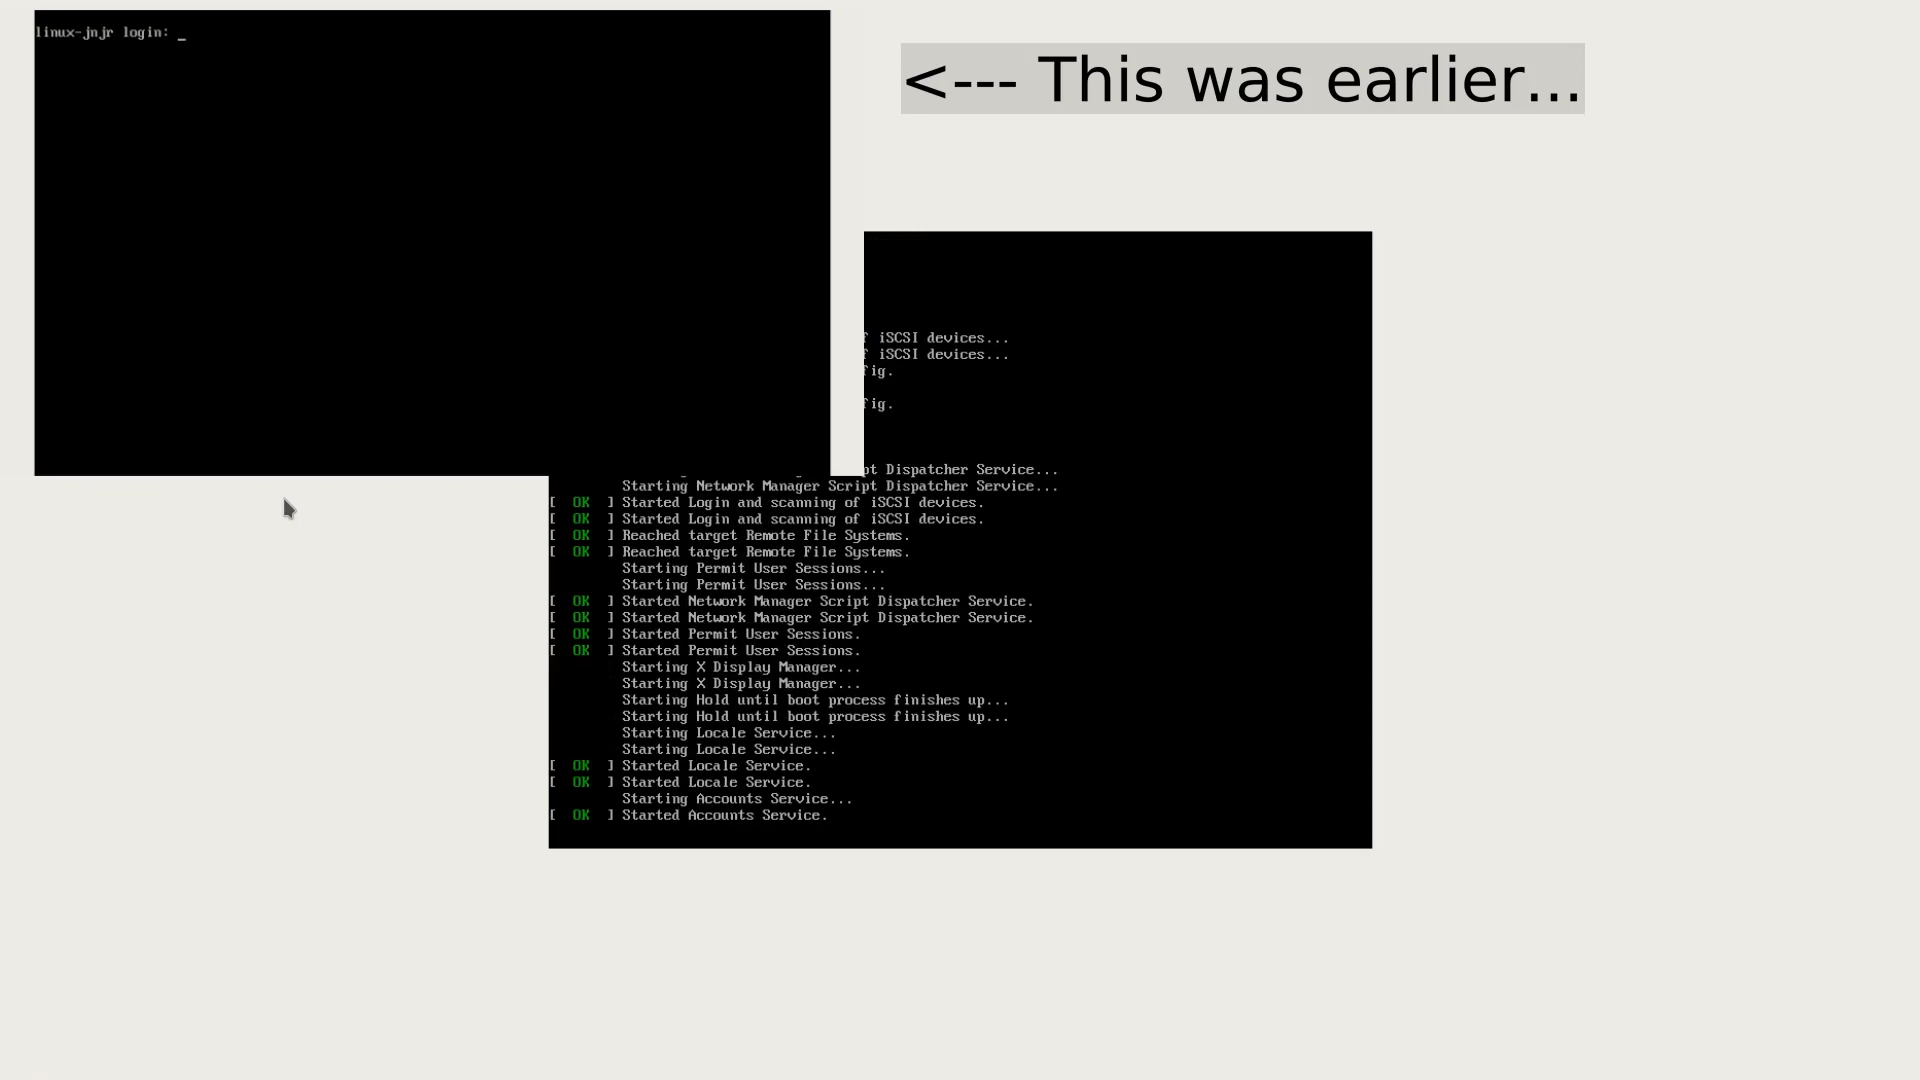 linux-jnjr login: _
<--- This was earlier...
f iSCSI devices...
f iSCSI devices...
fig.
fig.
pt Dispatcher Service...
Starting Network Manager Script Dispatcher Service...
[  OK  ] Started Login and scanning of iSCSI devices.
[  OK  ] Started Login and scanning of iSCSI devices.
[  OK  ] Reached target Remote File Systems.
[  OK  ] Reached target Remote File Systems.
Starting Permit User Sessions...
Starting Permit User Sessions...
[  OK  ] Started Network Manager Script Dispatcher Service.
[  OK  ] Started Network Manager Script Dispatcher Service.
[  OK  ] Started Permit User Sessions.
[  OK  ] Started Permit User Sessions.
Starting X Display Manager...
Starting X Display Manager...
Starting Hold until boot process finishes up...
Starting Hold until boot process finishes up...
Starting Locale Service...
Starting Locale Service...
[  OK  ] Started Locale Service.
[  OK  ] Started Locale Service.
Starting Accounts Service...
[  OK  ] Started Accounts Service.